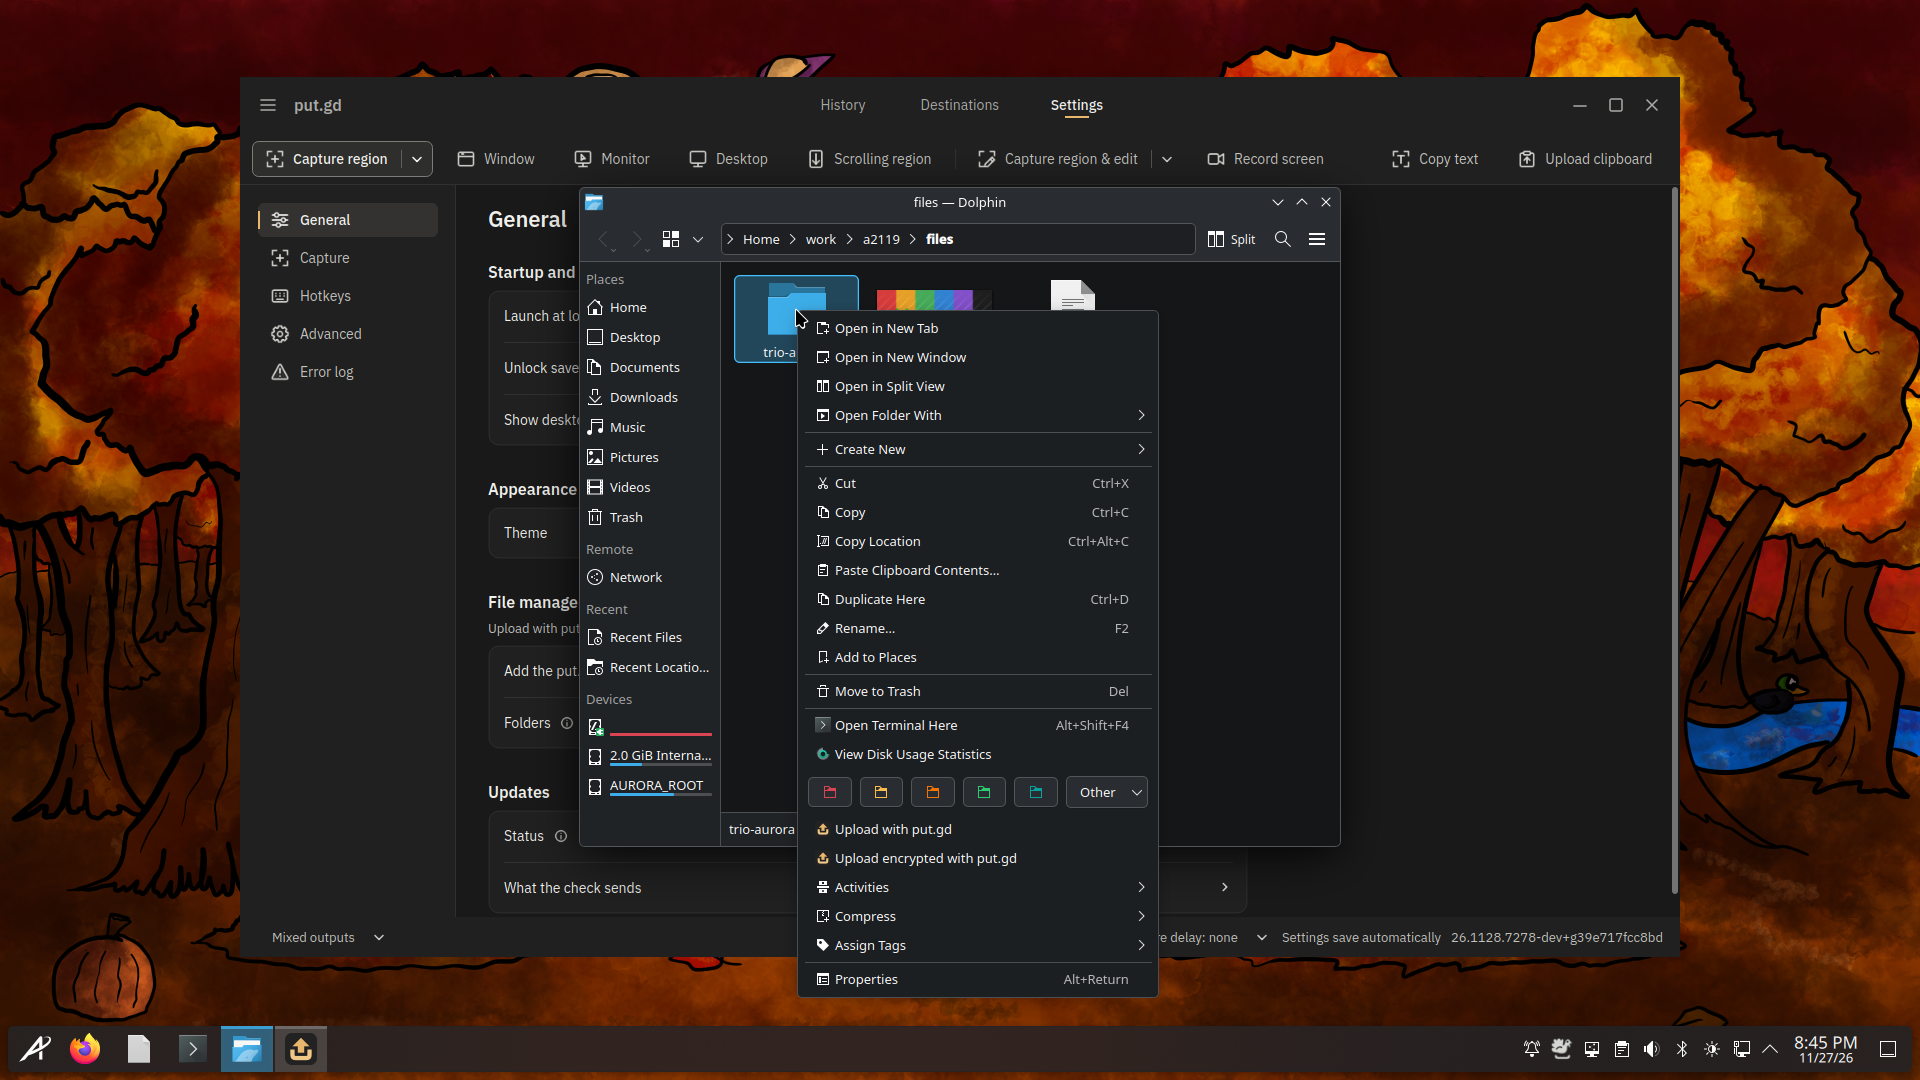 put.gd
History
Destinations
Settings
Capture region
Window
Monitor
Desktop
Scrolling region
Capture region & edit
Record screen
Copy text
Upload clipboard
General
Capture
Hotkeys
Advanced
Error log
General
Startup and
Launch at lo
Unlock save
Show deskt
Appearance
Theme
File manage
Upload with put
Add the put.
Folders
Updates
Status
What the check sends
Mixed outputs
re delay: none
Settings save automatically
26.1128.7278-dev+g39e717fcc8bd
files — Dolphin
Home
work
a2119
files
Split
Places
Home
Desktop
Documents
Downloads
Music
Pictures
Videos
Trash
Remote
Network
Recent
Recent Files
Recent Locatio...
Devices
2.0 GiB Interna...
AURORA_ROOT
trio-a
trio-aurora
Open in New Tab
Open in New Window
Open in Split View
Open Folder With
Create New
Cut Ctrl+X
Copy Ctrl+C
Copy Location Ctrl+Alt+C
Paste Clipboard Contents...
Duplicate Here Ctrl+D
Rename... F2
Add to Places
Move to Trash Del
Open Terminal Here Alt+Shift+F4
View Disk Usage Statistics
Other
Upload with put.gd
Upload encrypted with put.gd
Activities
Compress
Assign Tags
Properties Alt+Return
8:45 PM
11/27/26